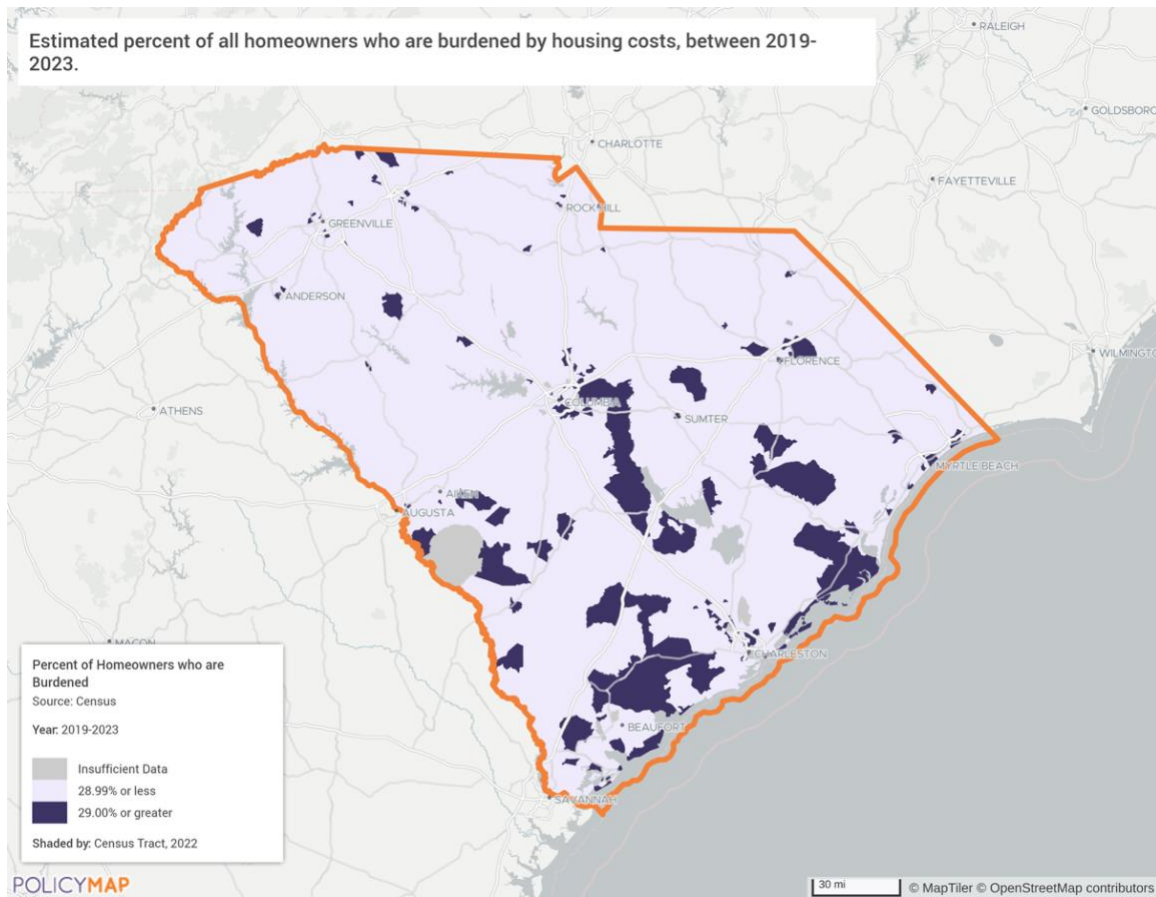 Estimated percent of all homeowners who are burdened by housing costs, between 2019-
2023.
RALEIGH
GOLDSBORO
CHARLOTTE
FAYETTEVILLE
ROCK HILL
GREENVILLE
ANDERSON
WILMINGTO
FLORENCE
ATHENS
COLUMBIA
SUMTER
MYRTLE BEACH
AIKEN
AUGUSTA
MACON
CHARLESTON
BEAUFORT
SAVANNAH
Percent of Homeowners who are
Burdened
Source: Census
Year: 2019-2023
Insufficient Data
28.99% or less
29.00% or greater
Shaded by: Census Tract, 2022
POLICYMAP
30 mi
© MapTiler © OpenStreetMap contributors